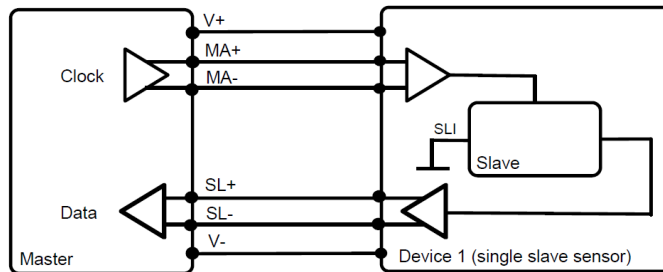 V+
MA+
Clock
MA-
SLI
Slave
SL+
Data
SL-
V-
Master
Device 1 (single slave sensor)